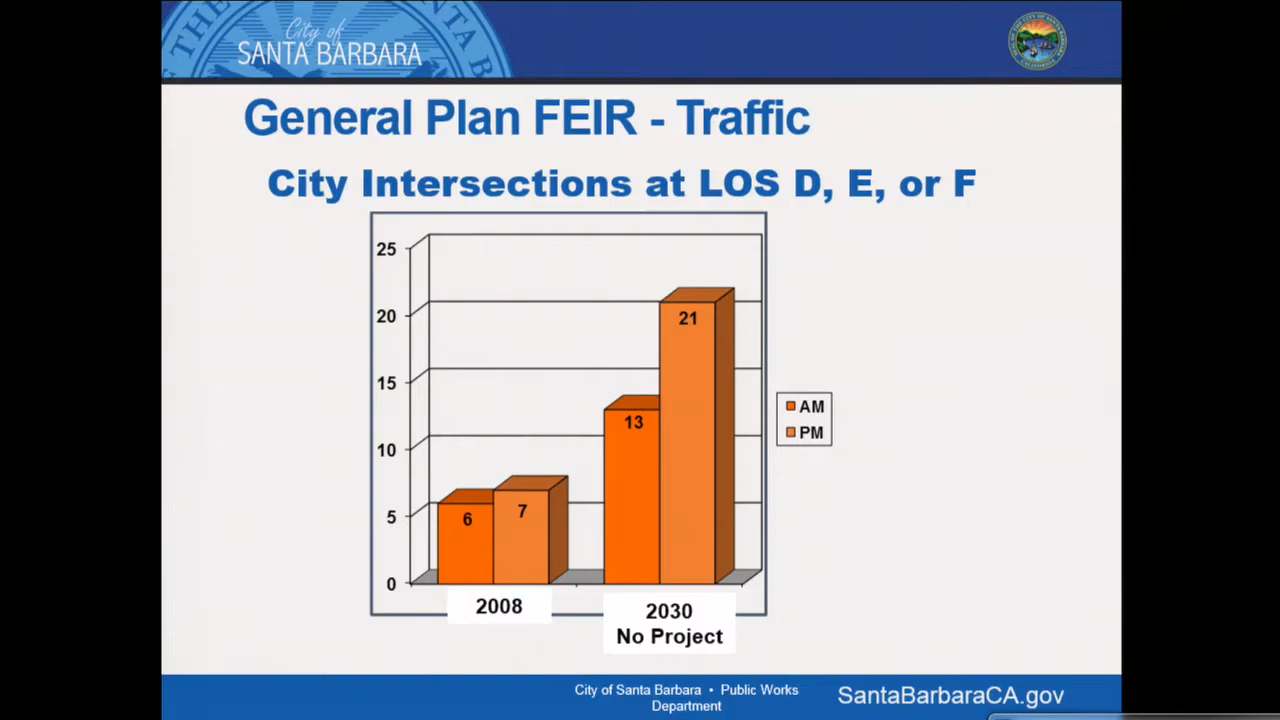 City of
SANTA BARBARA
General Plan FEIR - Traffic
City Intersections at LOS D, E, or F
25
20
15
10
5
0
6
7
13
21
AM
PM
2008
2030
No Project
City of Santa Barbara • Public Works
Department
SantaBarbaraCA.gov